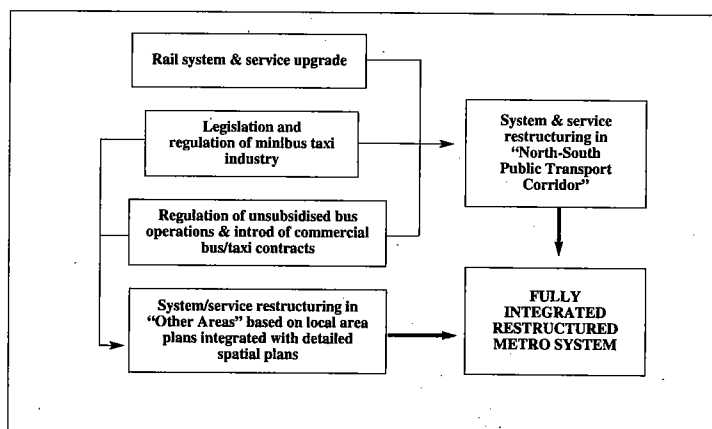 Rail system & service upgrade
Legislation and
regulation of minibus taxi
industry
Regulation of unsubsidised bus
operations & introd of commercial
bus/taxi contracts
System/service restructuring in
“Other Areas” based on local area
plans integrated with detailed
spatial plans
System & service
restructuring in
“North-South
Public Transport
Corridor”
FULLY
INTEGRATED
RESTRUCTURED
METRO SYSTEM